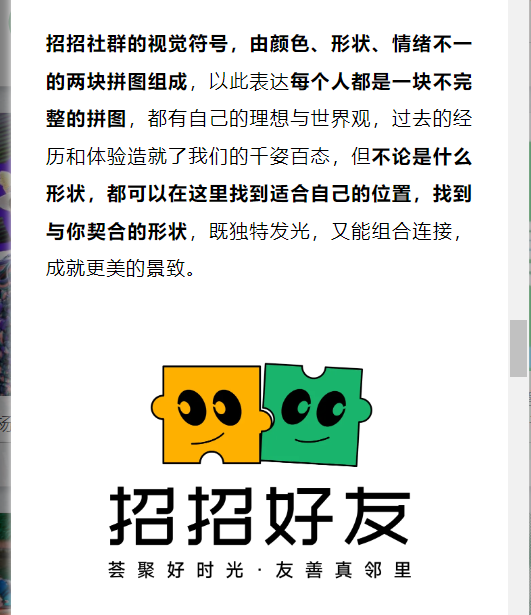 招招社群的视觉符号，由颜色、形状、情绪不一
的两块拼图组成，以此表达每个人都是一块不完
整的拼图，都有自己的理想与世界观，过去的经
历和体验造就了我们的千姿百态，但不论是什么
形状，都可以在这里找到适合自己的位置，找到
与你契合的形状，既独特发光，又能组合连接，
成就更美的景致。
招招好友
荟聚好时光·友善真邻里